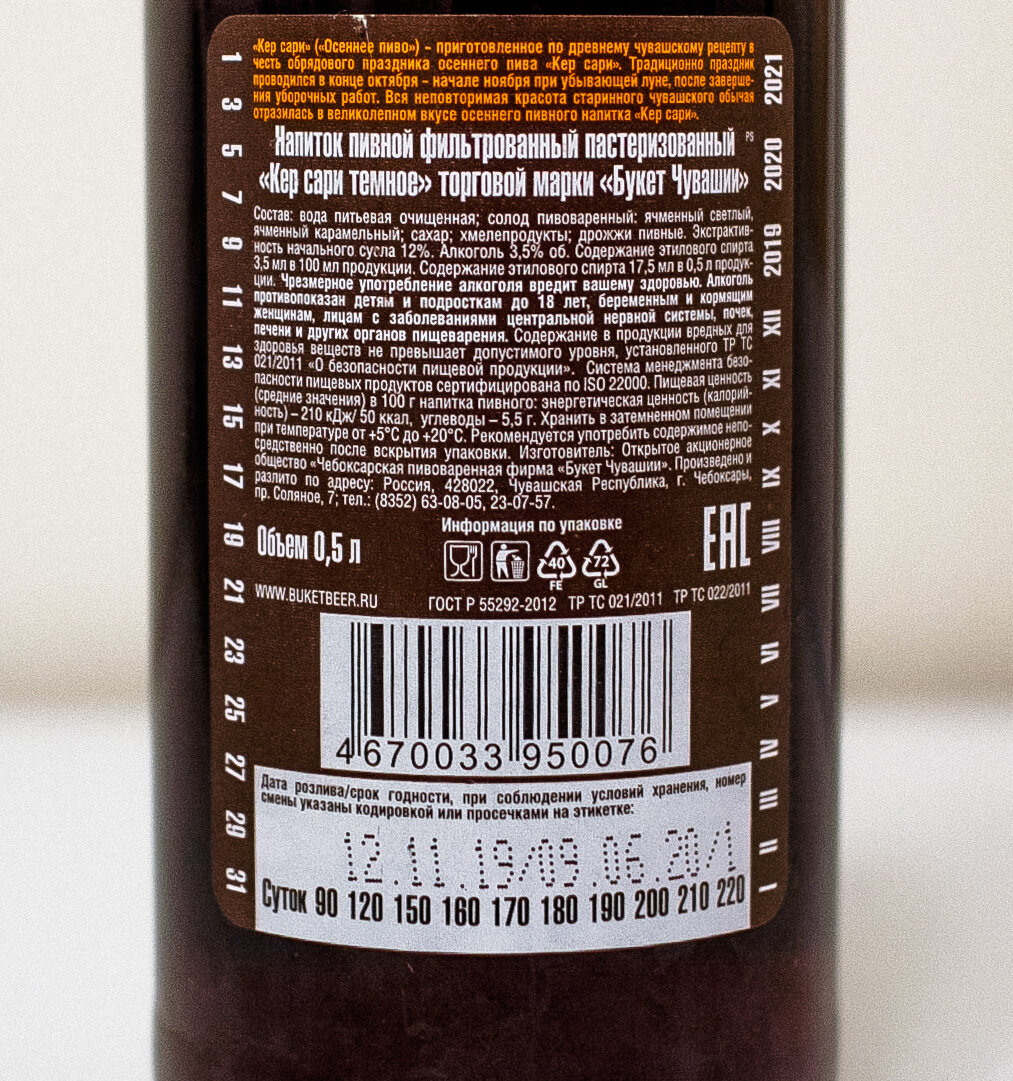 «Кер сари» («Осеннее пиво») – приготовленное по древнему чувашскому рецепту в
честь обрядового праздника осеннего пива «Кер сари». Традиционно праздник
проводился в конце октября – начале ноября при убывающей луне, после заверше-
ния уборочных работ. Вся неповторимая красота старинного чувашского обычая
отразилась в великолепном вкусе осеннего пивного напитка «Кер сари».
Напиток пивной фильтрованный пастеризованный PS
«Кер сари темное» торговой марки «Букет Чувашии»
Состав: вода питьевая очищенная; солод пивоваренный: ячменный светлый,
ячменный карамельный; сахар; хмелепродукты; дрожжи пивные. Экстрактив-
ность начального сусла 12%. Алкоголь 3,5% об. Содержание этилового спирта
3,5 мл в 100 мл продукции. Содержание этилового спирта 17,5 мл в 0,5 л продук-
ции. Чрезмерное употребление алкоголя вредит вашему здоровью. Алкоголь
противопоказан детям и подросткам до 18 лет, беременным и кормящим
женщинам, лицам с заболеваниями центральной нервной системы, почек,
печени и других органов пищеварения. Содержание в продукции вредных для
здоровья веществ не превышает допустимого уровня, установленного ТР ТС
021/2011 «О безопасности пищевой продукции». Система менеджмента безо-
пасности пищевых продуктов сертифицирована по ISO 22000. Пищевая ценность
(средние значения) в 100 г напитка пивного: энергетическая ценность (калорий-
ность) – 210 кДж/ 50 ккал, углеводы – 5,5 г. Хранить в затемненном помещении
при температуре от +5°С до +20°С. Рекомендуется употребить содержимое непо-
средственно после вскрытия упаковки. Изготовитель: Открытое акционерное
общество «Чебоксарская пивоваренная фирма «Букет Чувашии». Произведено и
разлито по адресу: Россия, 428022, Чувашская Республика, г. Чебоксары,
пр. Соляное, 7; тел.: (8352) 63-08-05, 23-07-57.
Информация по упаковке
Объем 0,5 л
40
FE
72
GL
EAC
WWW.BUKETBEER.RU
ГОСТ Р 55292-2012 ТР ТС 021/2011 ТР ТС 022/2011
4 670033 950076
Дата розлива/срок годности, при соблюдении условий хранения, номер
смены указаны кодировкой или просечками на этикетке:
12.11.19/09.06.20/1
Суток 90 120 150 160 170 180 190 200 210 220
1 3 5 7 9 11 13 15 17 19 21 23 25 27 29 31
I II III IV V VI VII VIII IX X XI XII 2019 2020 2021